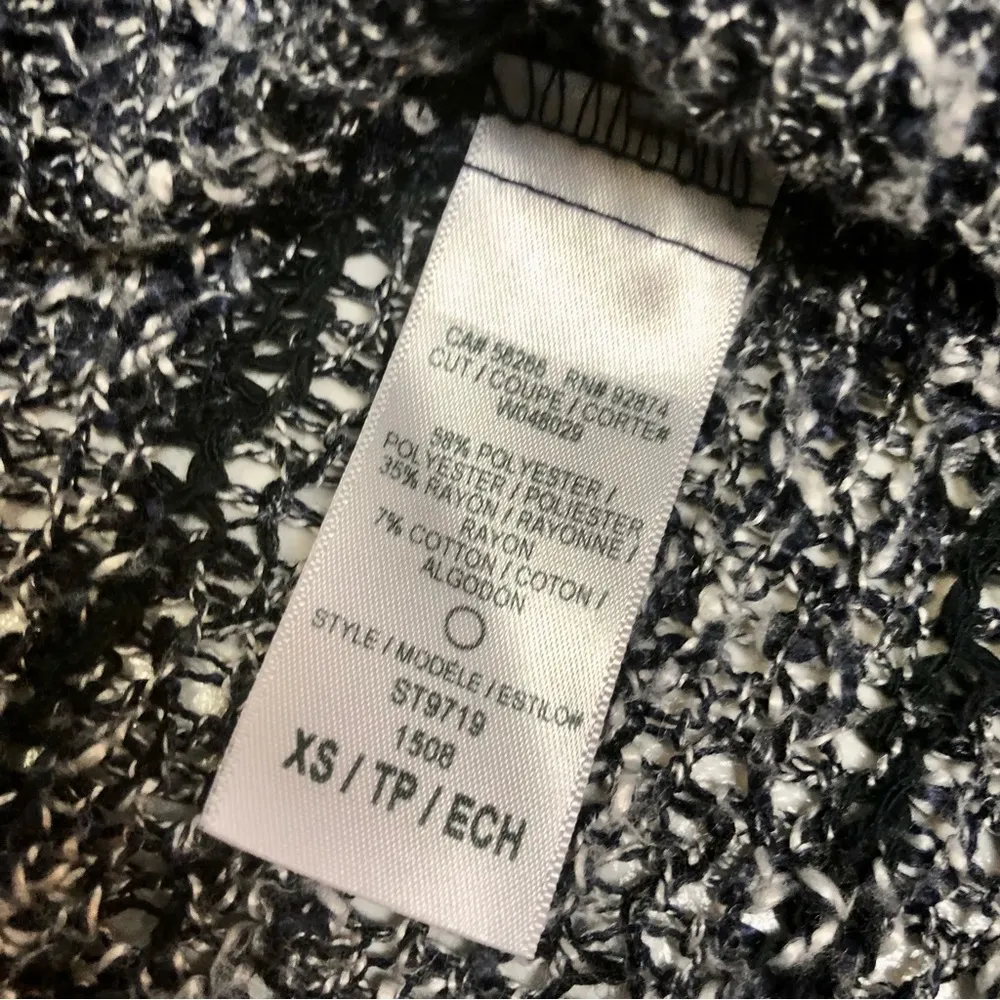 CA# 56286 RN# 92874
CUT / COUPE / CORTE#
W048029
58% POLYESTER /
POLYESTER / POLIESTER
35% RAYON / RAYONNE /
RAYON
7% COTTON / COTON /
ALGODON
STYLE / MODÈLE / ESTILO#
ST9719
1508
XS / TP / ECH